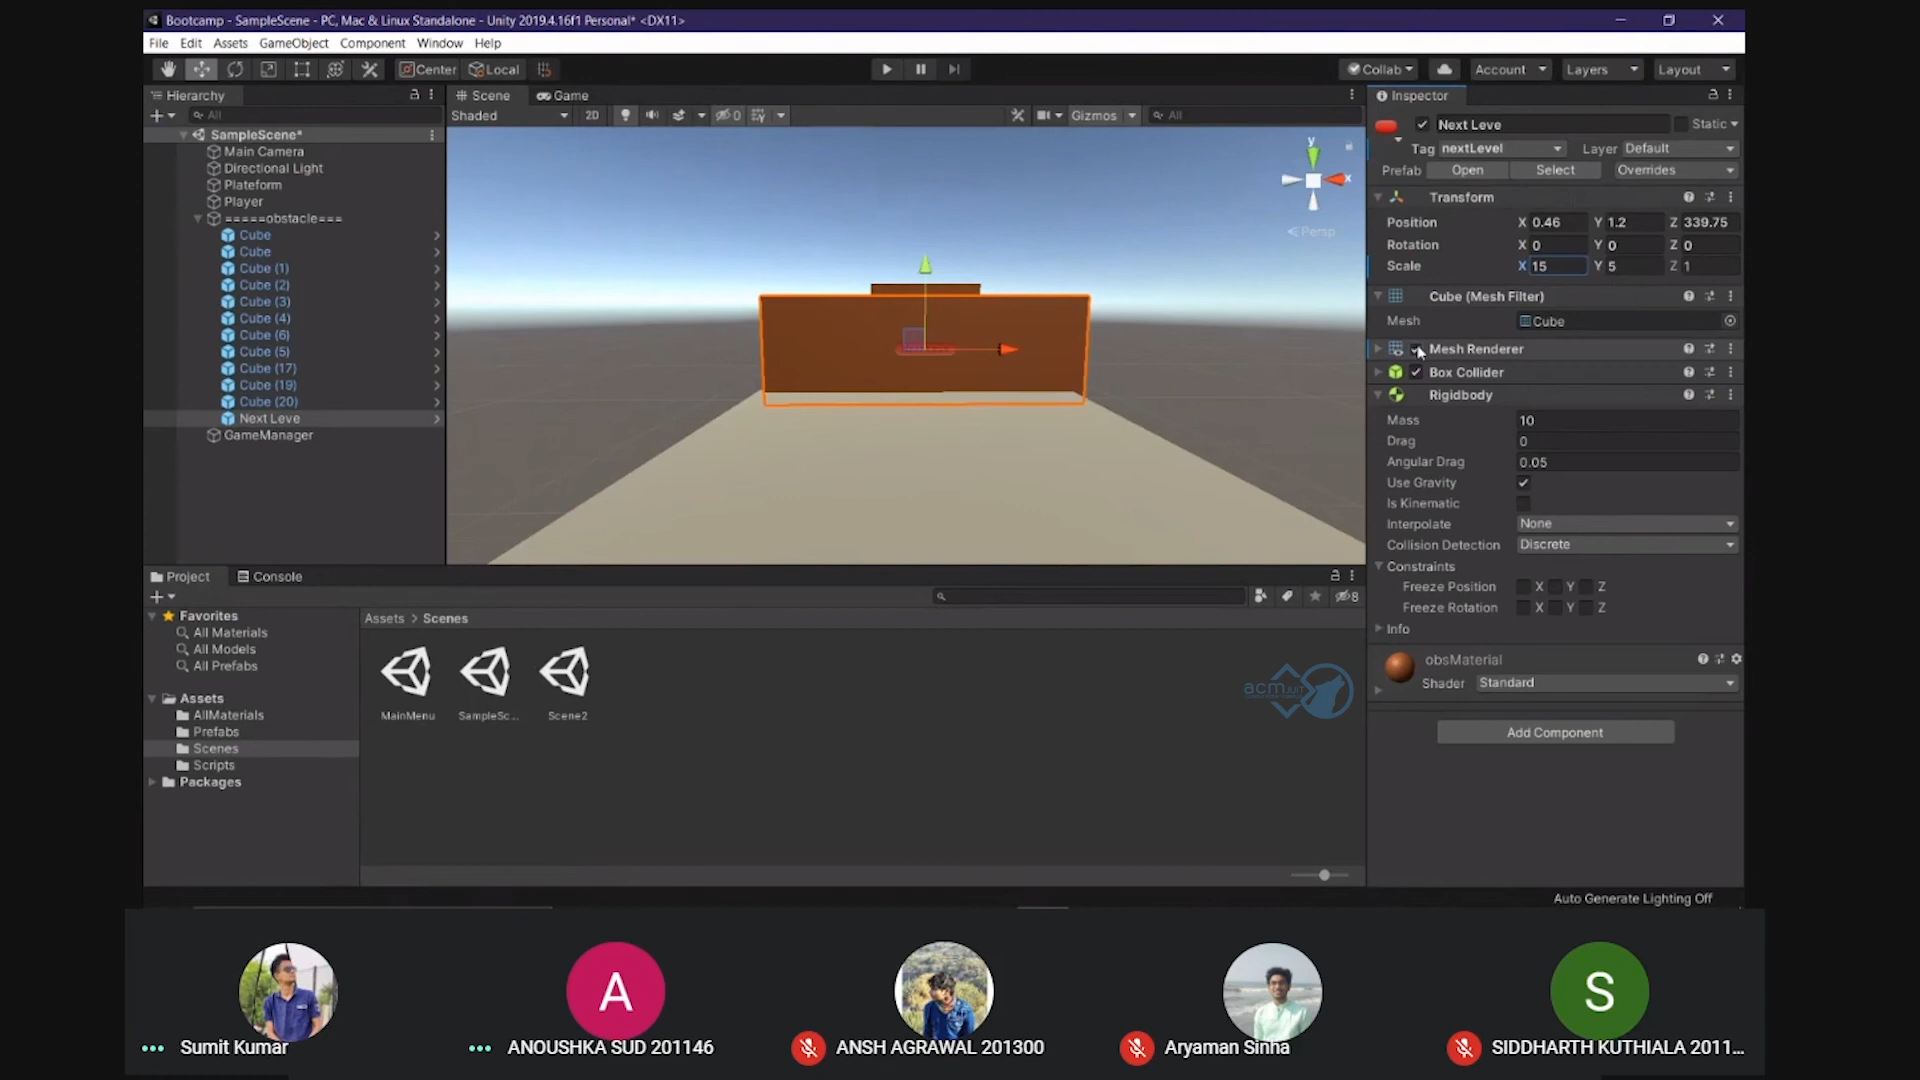 Bootcamp - SampleScene - PC, Mac & Linux Standalone - Unity 2019.4.16f1 Personal* <DX11>
File Edit Assets GameObject Component Window Help
Center Local Collab Account Layers Layout
Hierarchy
All
SampleScene*
Main Camera
Directional Light
Plateform
Player
=====obstacle===
Cube
Cube
Cube (1)
Cube (2)
Cube (3)
Cube (4)
Cube (6)
Cube (5)
Cube (17)
Cube (19)
Cube (20)
Next Leve
GameManager
Scene Game
Shaded 2D 0 Gizmos All
y
x
Persp
Inspector
Next Leve Static
Tag nextLevel Layer Default
Prefab Open Select Overrides
Transform
Position X 0.46 Y 1.2 Z 339.75
Rotation X 0 Y 0 Z 0
Scale X 15 Y 5 Z 1
Cube (Mesh Filter)
Mesh Cube
Mesh Renderer
Box Collider
Rigidbody
Mass 10
Drag 0
Angular Drag 0.05
Use Gravity
Is Kinematic
Interpolate None
Collision Detection Discrete
Constraints
Freeze Position X Y Z
Freeze Rotation X Y Z
Info
obsMaterial
Shader Standard
Add Component
Project Console
8
Favorites
All Materials
All Models
All Prefabs
Assets
AllMaterials
Prefabs
Scenes
Scripts
Packages
Assets > Scenes
MainMenu SampleSc... Scene2
acm
Auto Generate Lighting Off
A
S
Sumit Kumar
ANOUSHKA SUD 201146
ANSH AGRAWAL 201300
Aryaman Sinha
SIDDHARTH KUTHIALA 2011...